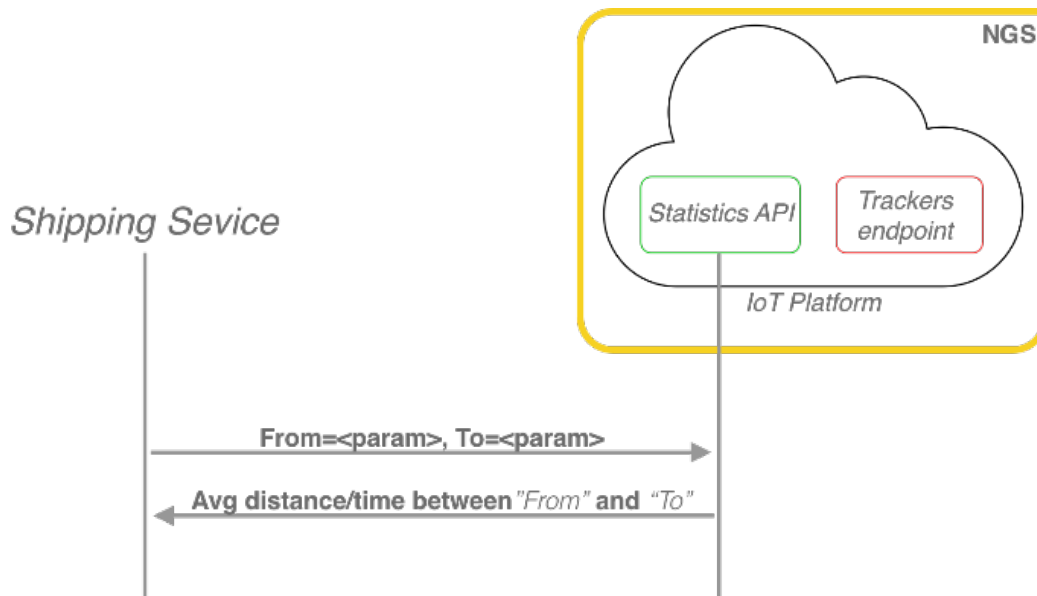 NGS
Statistics API
Trackers
endpoint
Shipping Sevice
IoT Platform
From=<param>, To=<param>
Avg distance/time between "From" and "To"